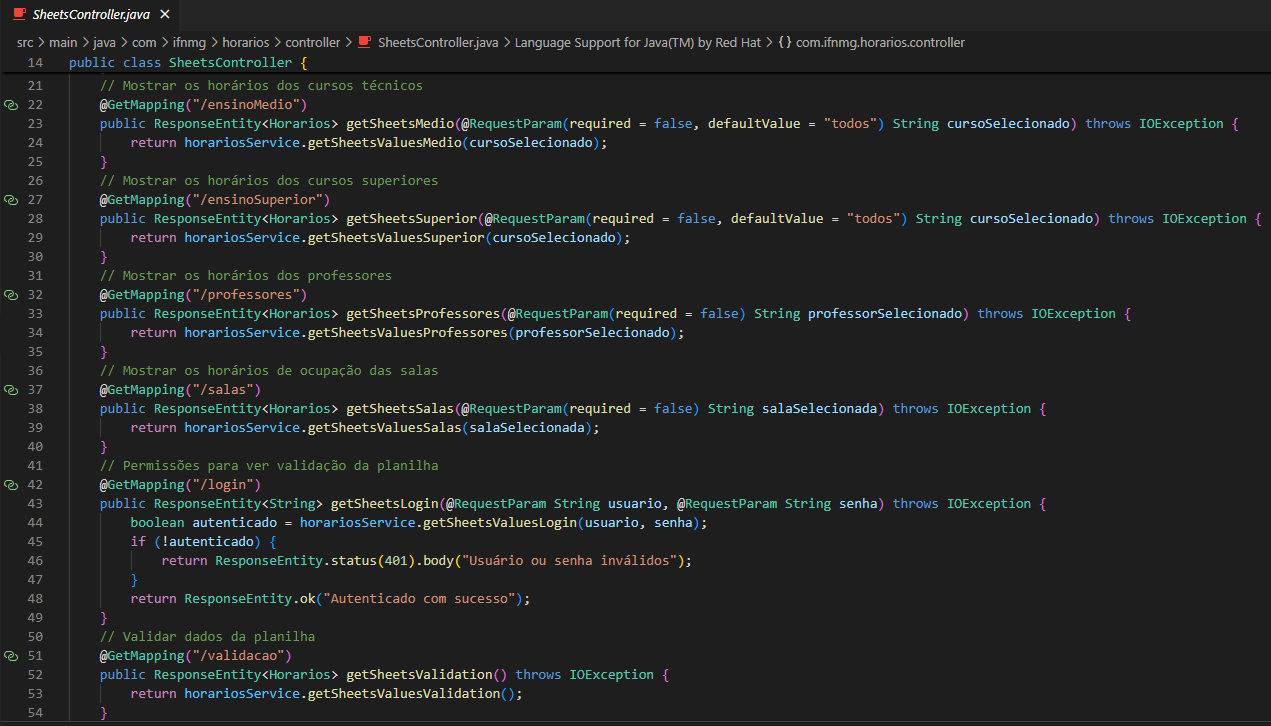 SheetsController.java
src > main > java > com > ifnmg > horarios > controller > SheetsController.java > Language Support for Java(TM) by Red Hat > {} com.ifnmg.horarios.controller
14 public class SheetsController {
21 // Mostrar os horários dos cursos técnicos
22 @GetMapping("/ensinoMedio")
23 public ResponseEntity<Horarios> getSheetsMedio(@RequestParam(required = false, defaultValue = "todos") String cursoSelecionado) throws IOException {
24 return horariosService.getSheetsValuesMedio(cursoSelecionado);
25 }
26 // Mostrar os horários dos cursos superiores
27 @GetMapping("/ensinoSuperior")
28 public ResponseEntity<Horarios> getSheetsSuperior(@RequestParam(required = false, defaultValue = "todos") String cursoSelecionado) throws IOException {
29 return horariosService.getSheetsValuesSuperior(cursoSelecionado);
30 }
31 // Mostrar os horários dos professores
32 @GetMapping("/professores")
33 public ResponseEntity<Horarios> getSheetsProfessores(@RequestParam(required = false) String professorSelecionado) throws IOException {
34 return horariosService.getSheetsValuesProfessores(professorSelecionado);
35 }
36 // Mostrar os horários de ocupação das salas
37 @GetMapping("/salas")
38 public ResponseEntity<Horarios> getSheetsSalas(@RequestParam(required = false) String salaSelecionada) throws IOException {
39 return horariosService.getSheetsValuesSalas(salaSelecionada);
40 }
41 // Permissões para ver validação da planilha
42 @GetMapping("/login")
43 public ResponseEntity<String> getSheetsLogin(@RequestParam String usuario, @RequestParam String senha) throws IOException {
44 boolean autenticado = horariosService.getSheetsValuesLogin(usuario, senha);
45 if (!autenticado) {
46 return ResponseEntity.status(401).body("Usuário ou senha inválidos");
47 }
48 return ResponseEntity.ok("Autenticado com sucesso");
49 }
50 // Validar dados da planilha
51 @GetMapping("/validacao")
52 public ResponseEntity<Horarios> getSheetsValidation() throws IOException {
53 return horariosService.getSheetsValuesValidation();
54 }